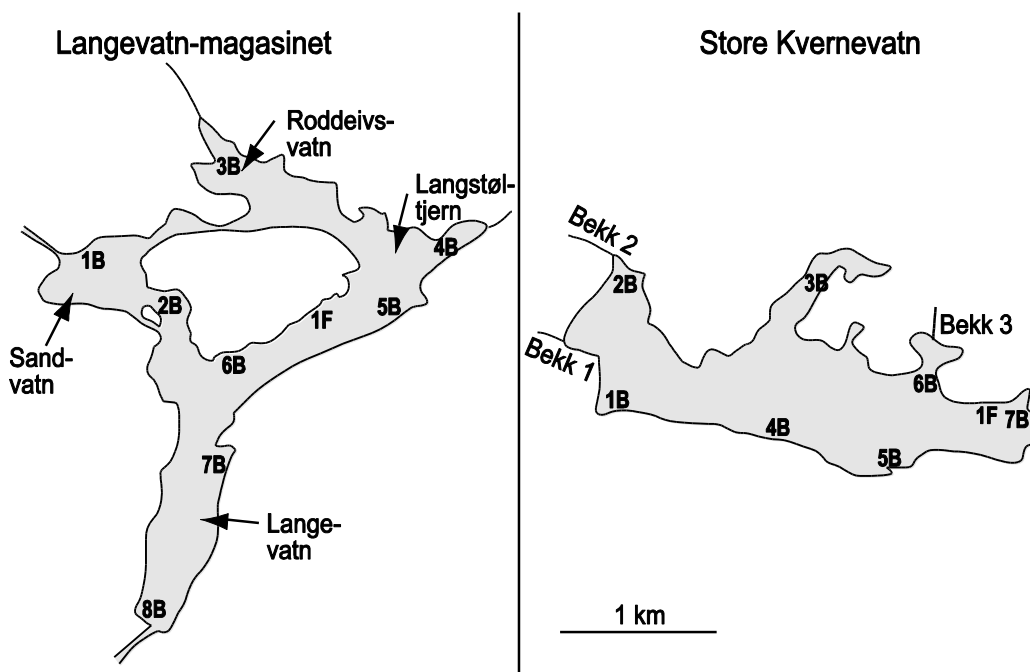 Langevatn-magasinet
Roddeivs-
vatn
3B
Langstøl-
tjern
4B
1B
2B
5B
1F
Sand-
vatn
6B
7B
Lange-
vatn
8B
Store Kvernevatn
Bekk 2
2B
3B
Bekk 3
Bekk 1
6B
1B
1F
7B
4B
5B
1 km